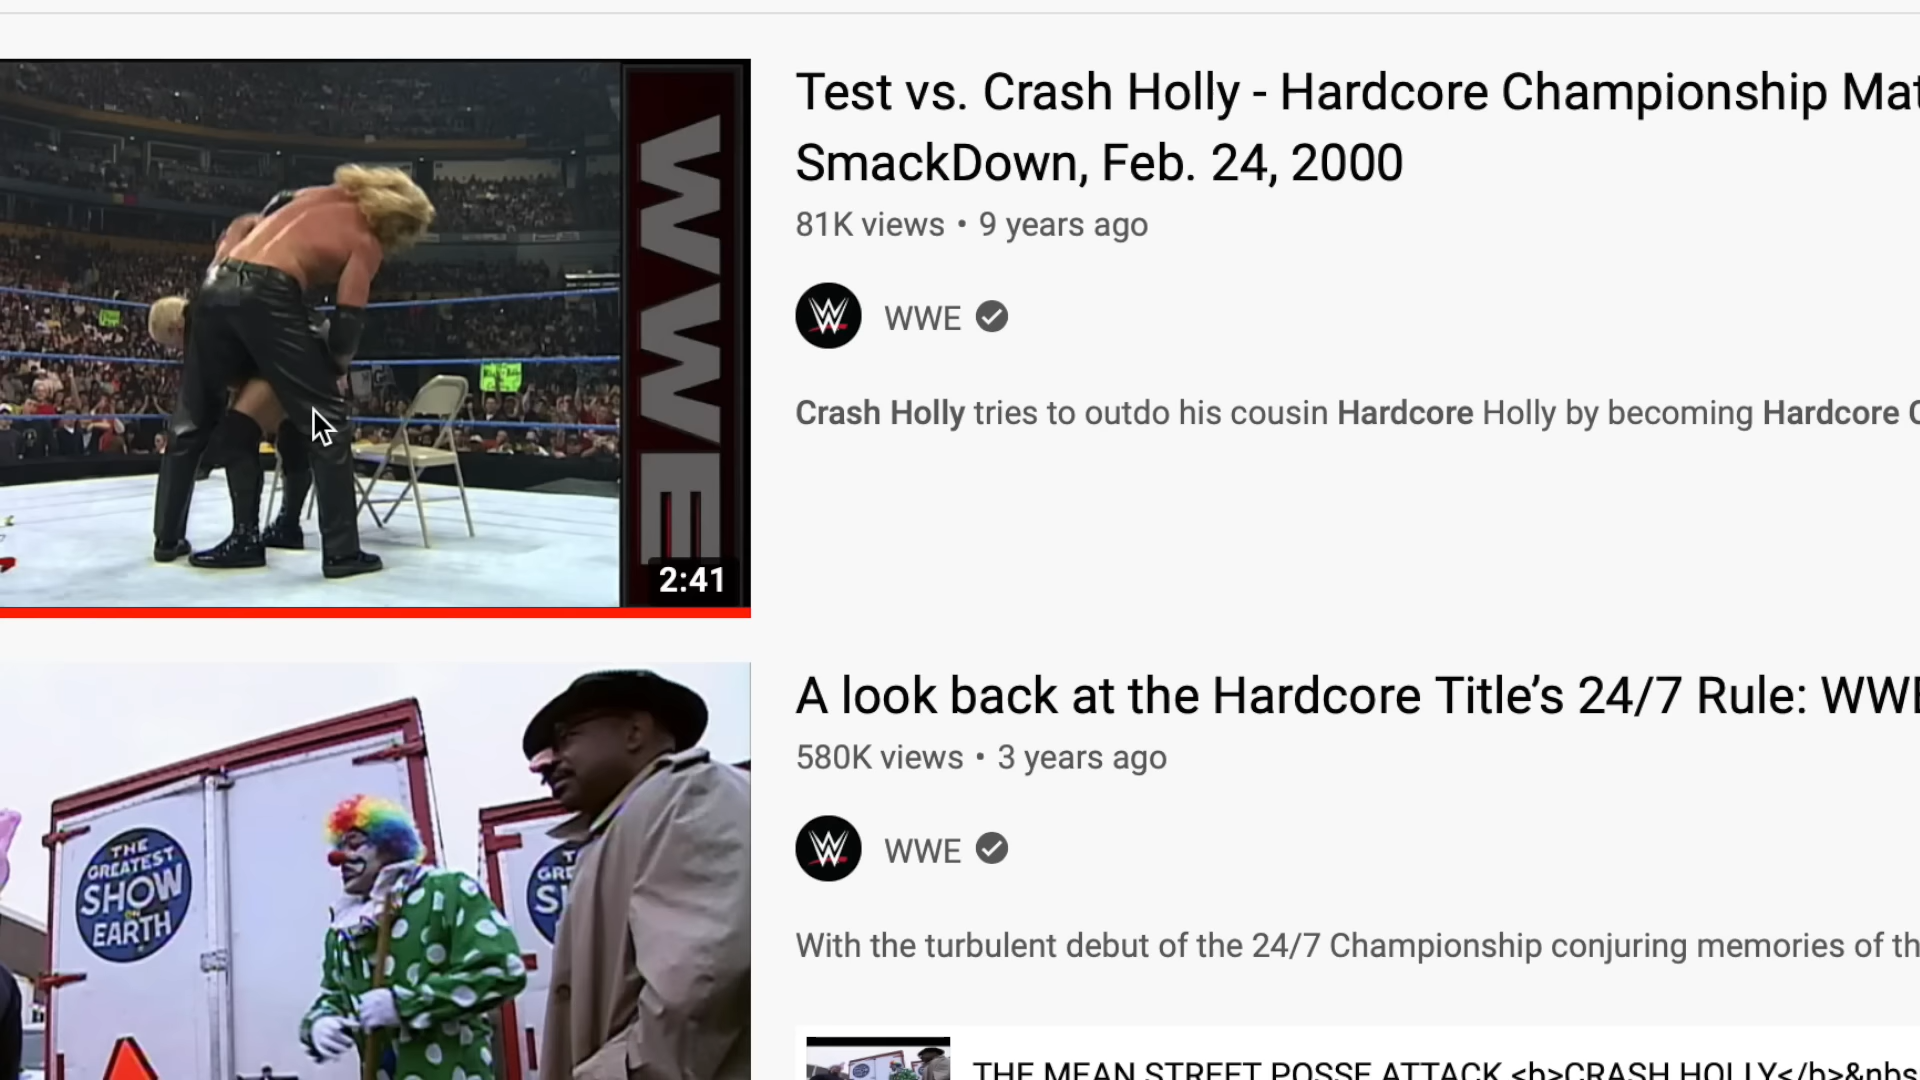 WWE
2:41
Test vs. Crash Holly - Hardcore Championship Mat
SmackDown, Feb. 24, 2000
81K views • 9 years ago
WWE
Crash Holly tries to outdo his cousin Hardcore Holly by becoming Hardcore C
THE
GREATEST
SHOW
ON
EARTH
A look back at the Hardcore Title's 24/7 Rule: WWE
580K views • 3 years ago
WWE
With the turbulent debut of the 24/7 Championship conjuring memories of th
THE MEAN STREET POSSE ATTACK <b>CRASH HOLLY</b>&nbs